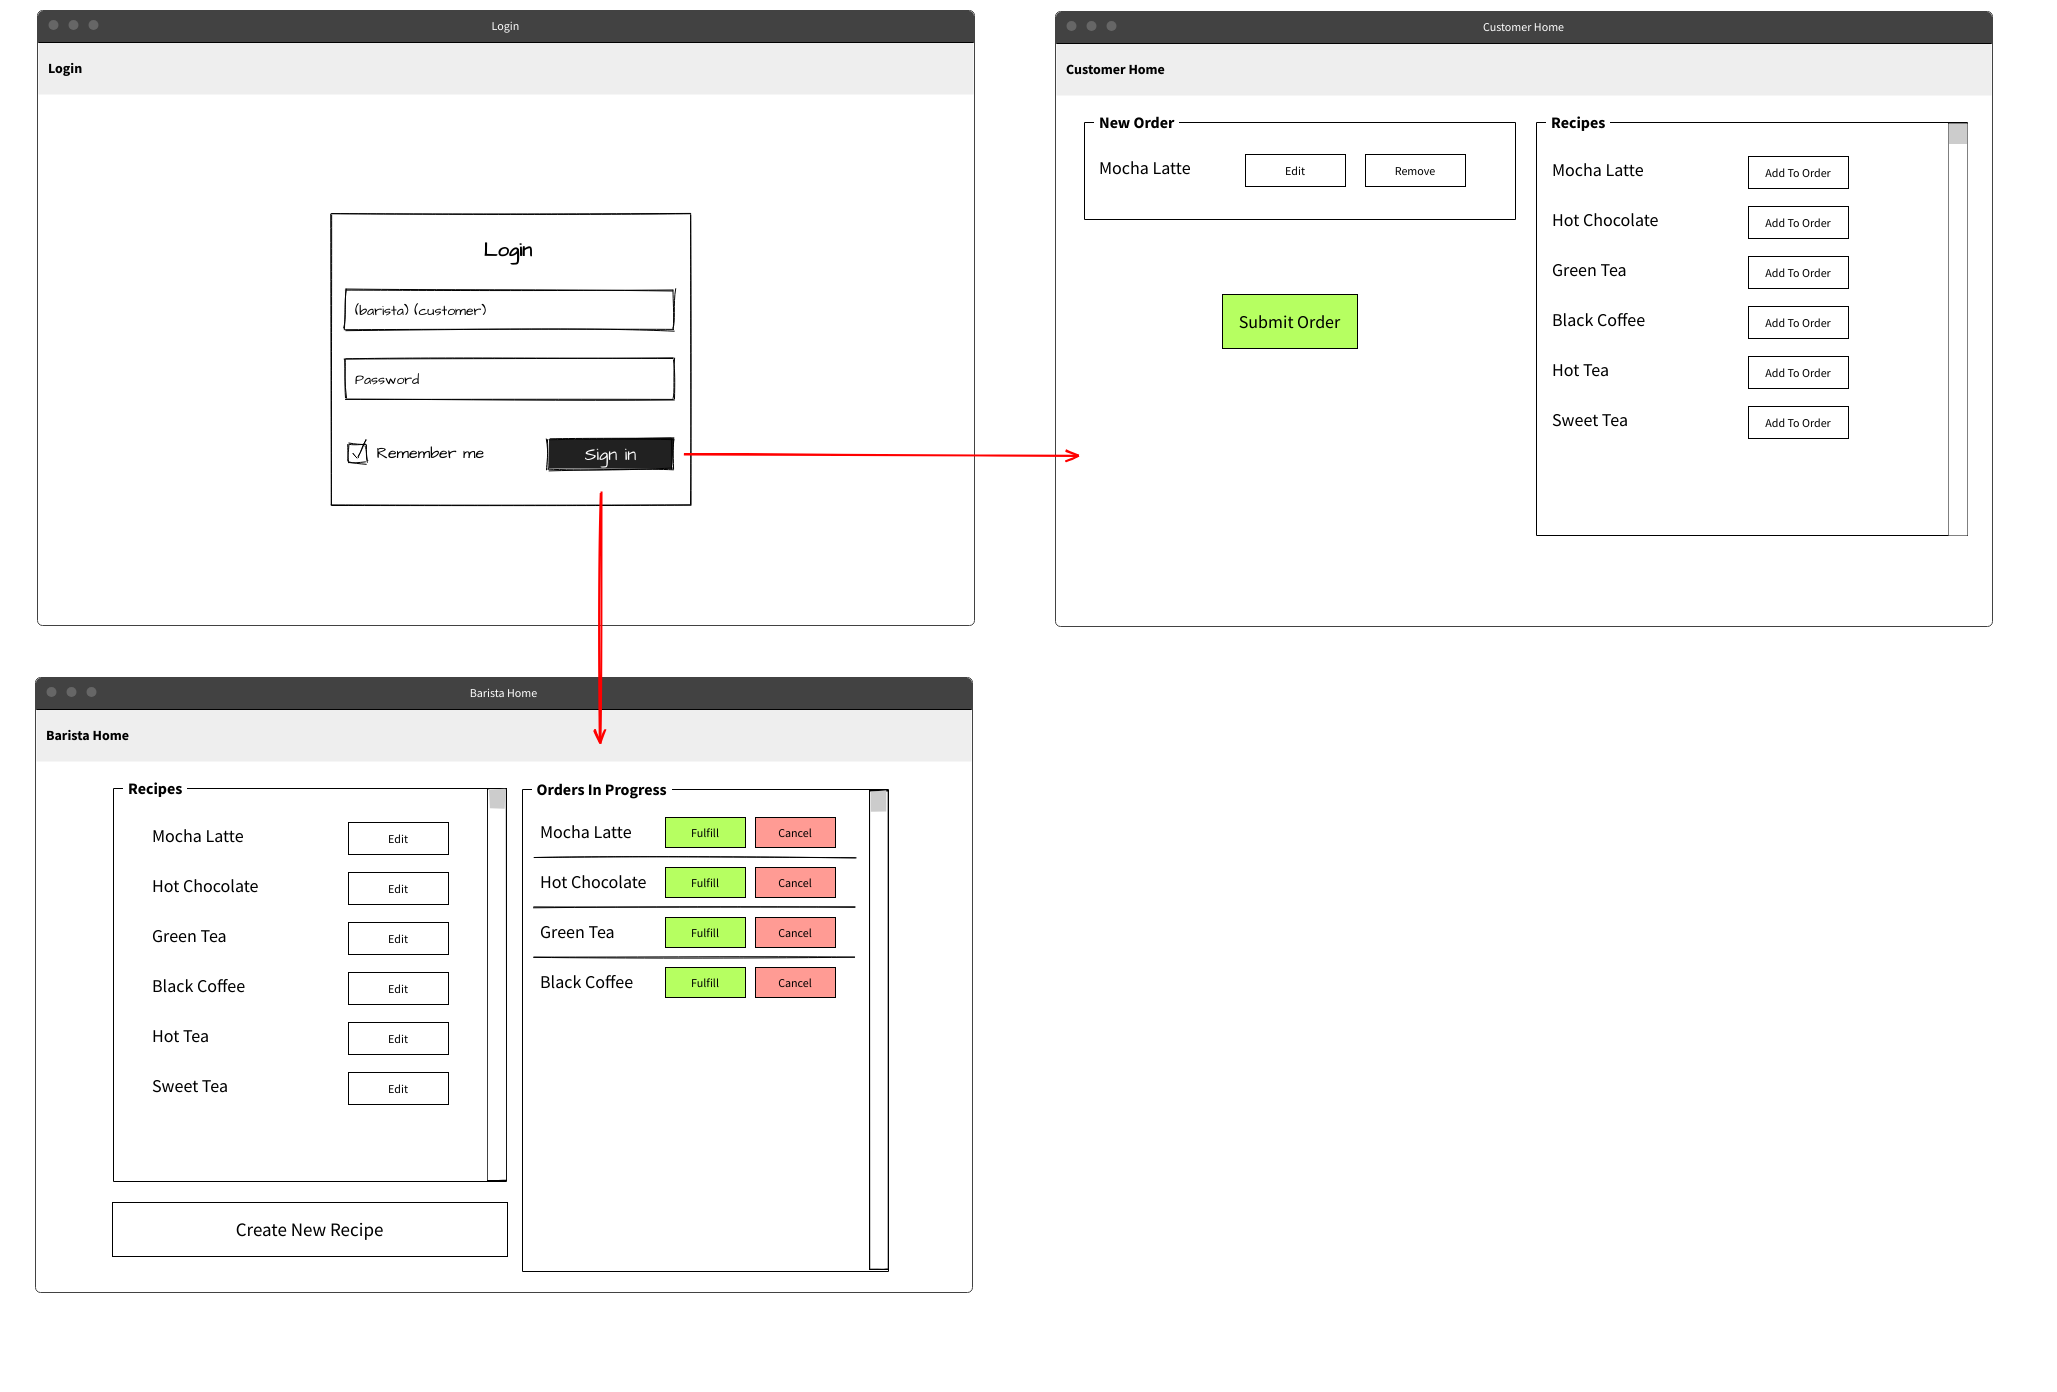 Login
Login
Login
(barista) (customer)
Password
Remember me
Sign in
Customer Home
Customer Home
New Order
Mocha Latte Edit Remove
Submit Order
Recipes
Mocha Latte Add To Order
Hot Chocolate Add To Order
Green Tea Add To Order
Black Coffee Add To Order
Hot Tea Add To Order
Sweet Tea Add To Order
Barista Home
Barista Home
Recipes
Mocha Latte Edit
Hot Chocolate Edit
Green Tea Edit
Black Coffee Edit
Hot Tea Edit
Sweet Tea Edit
Create New Recipe
Orders In Progress
Mocha Latte Fulfill Cancel
Hot Chocolate Fulfill Cancel
Green Tea Fulfill Cancel
Black Coffee Fulfill Cancel